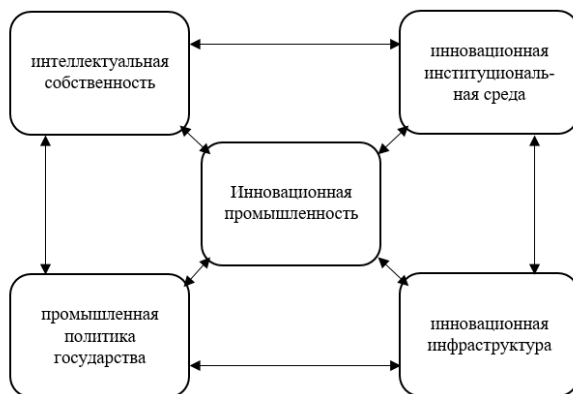 интеллектуальная
собственность
инновационная
институциональ-
ная среда
Инновационная
промышленность
промышленная
политика
государства
инновационная
инфраструктура